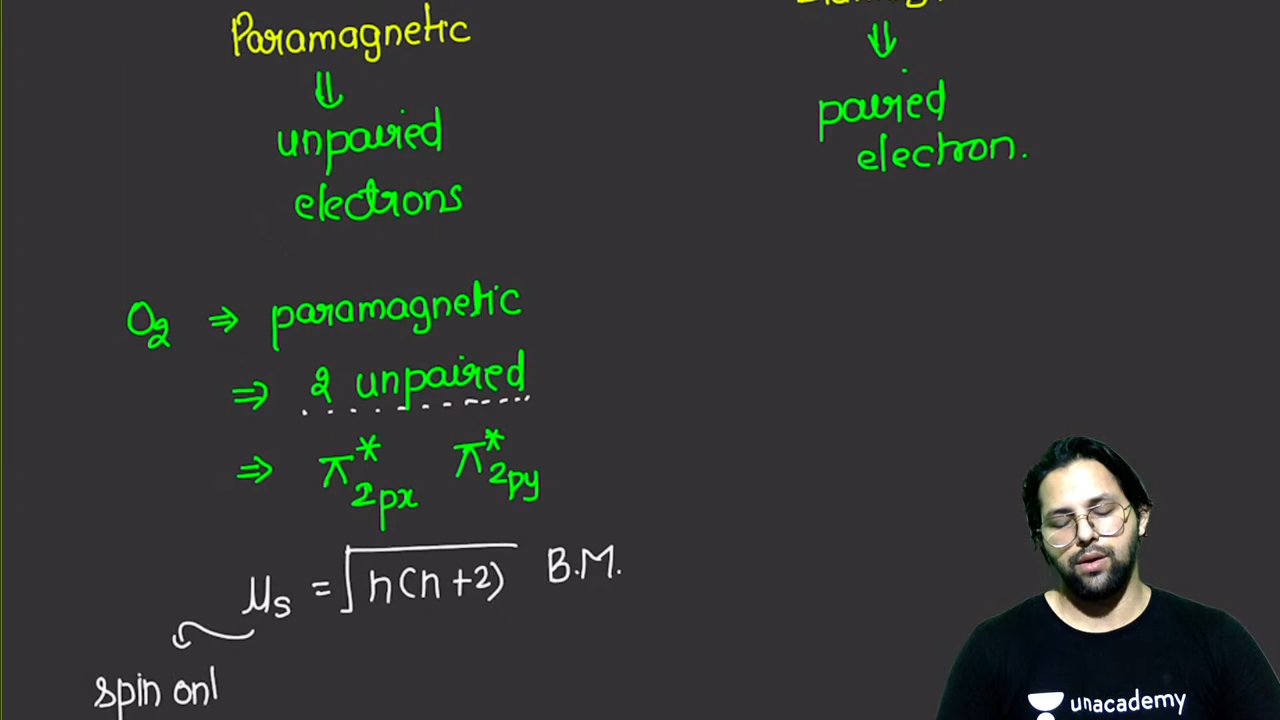 Paramagnetic
⇓
⇓
unpaired
electrons
paired
electron.
O2 ⇒ paramagnetic
⇒ 2 unpaired
⇒ π*2px π*2py
μs = √n(n+2) B.M.
spin onl
unacademy